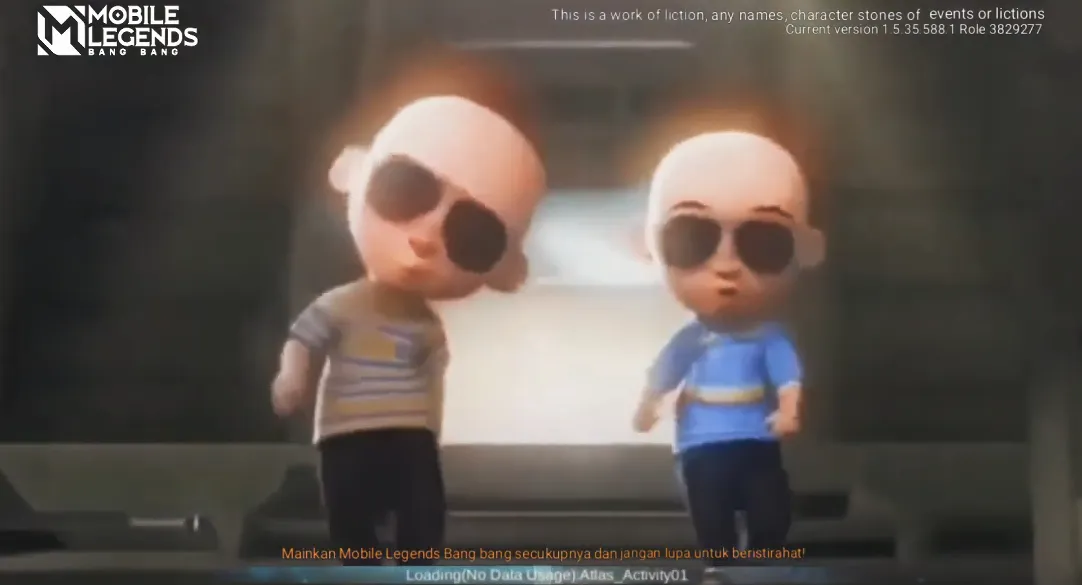 MOBILE
LEGENDS
BANG BANG
This is a work of liction, any names, character stones of events or lictions
Current version 1.5.35.588.1 Role 3829277
Mainkan Mobile Legends Bang bang secukupnya dan jangan lupa untuk beristirahat!
Loading(No Data Usage):Atlas_Activity01